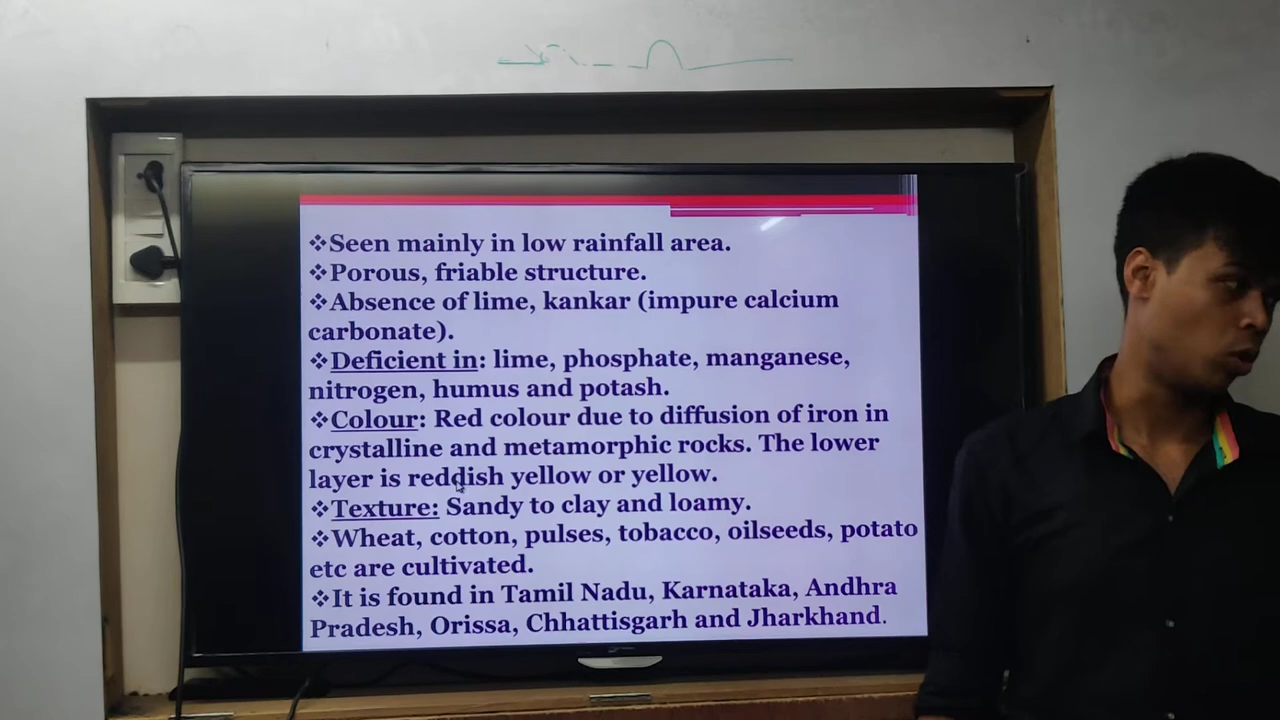 ❖Seen mainly in low rainfall area.
❖Porous, friable structure.
❖Absence of lime, kankar (impure calcium
carbonate).
❖Deficient in: lime, phosphate, manganese,
nitrogen, humus and potash.
❖Colour: Red colour due to diffusion of iron in
crystalline and metamorphic rocks. The lower
layer is reddish yellow or yellow.
❖Texture: Sandy to clay and loamy.
❖Wheat, cotton, pulses, tobacco, oilseeds, potato
etc are cultivated.
❖It is found in Tamil Nadu, Karnataka, Andhra
Pradesh, Orissa, Chhattisgarh and Jharkhand.